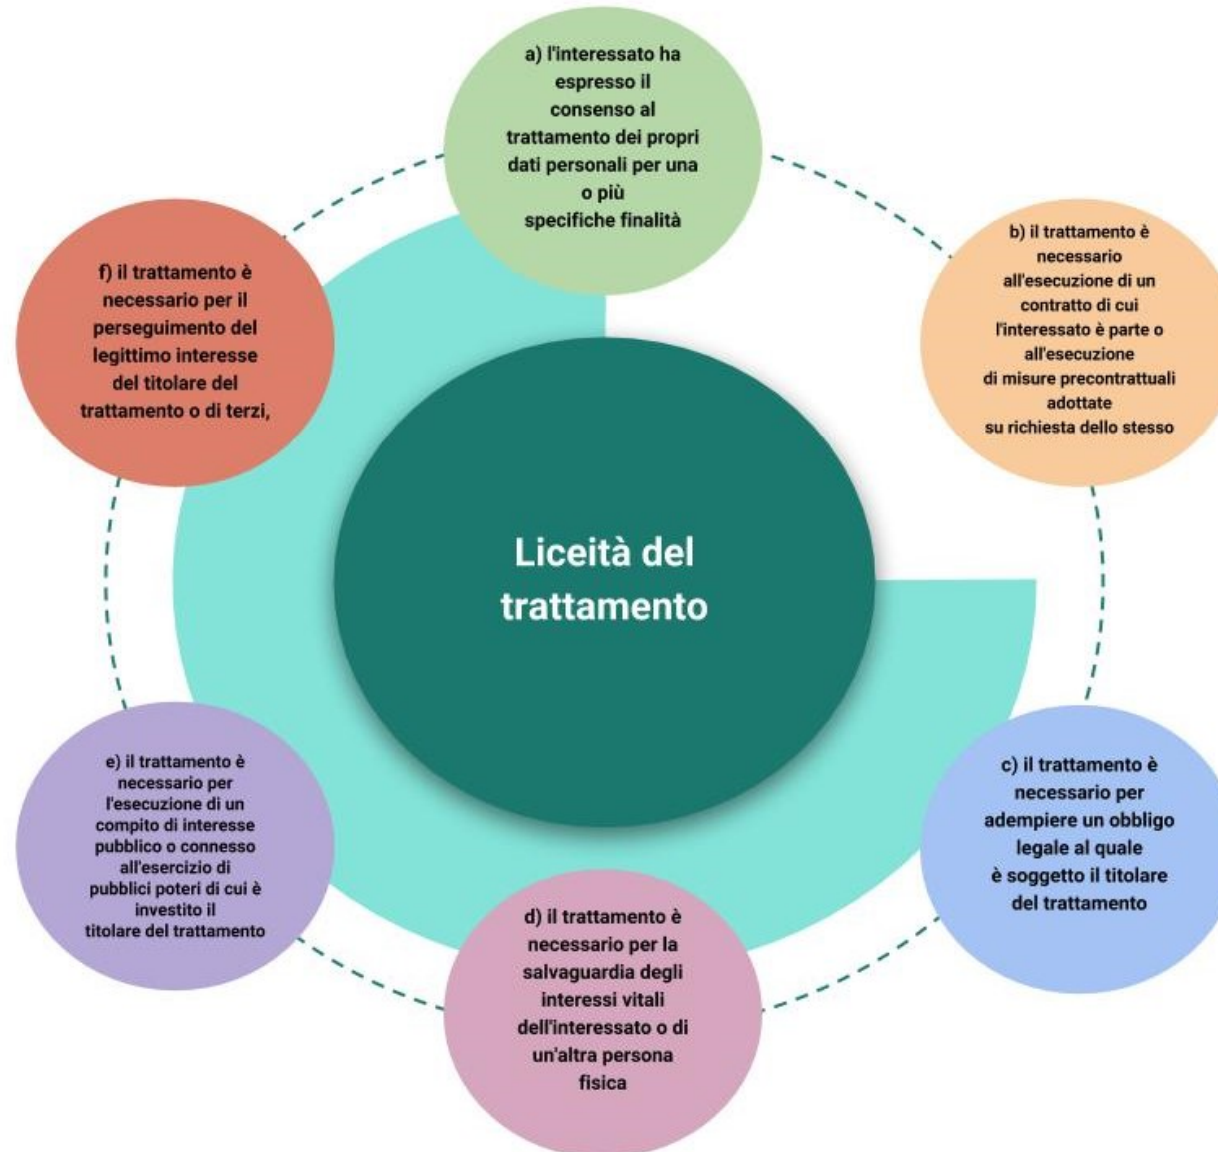 a) l'interessato ha
espresso il
consenso al
trattamento dei propri
dati personali per una
o più
specifiche finalità
b) il trattamento è
necessario
all'esecuzione di un
contratto di cui
l'interessato è parte o
all'esecuzione
di misure precontrattuali
adottate
su richiesta dello stesso
f) il trattamento è
necessario per il
perseguimento del
legittimo interesse
del titolare del
trattamento o di terzi,
Liceità del
trattamento
c) il trattamento è
necessario per
adempiere un obbligo
legale al quale
è soggetto il titolare
del trattamento
e) il trattamento è
necessario per
l'esecuzione di un
compito di interesse
pubblico o connesso
all'esercizio di
pubblici poteri di cui è
investito il
titolare del trattamento
d) il trattamento è
necessario per la
salvaguardia degli
interessi vitali
dell'interessato o di
un'altra persona
fisica